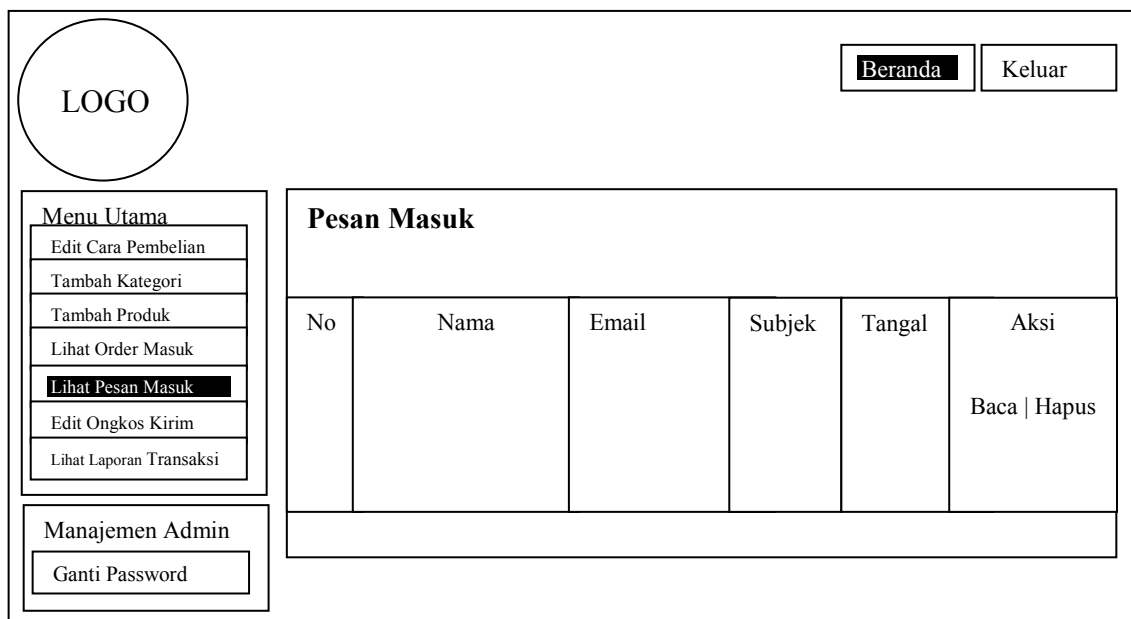 LOGO
Beranda
Keluar
Menu Utama
Edit Cara Pembelian
Tambah Kategori
Tambah Produk
Lihat Order Masuk
Lihat Pesan Masuk
Edit Ongkos Kirim
Lihat Laporan Transaksi
Manajemen Admin
Ganti Password
Pesan Masuk
No Nama Email Subjek Tangal Aksi
Baca | Hapus